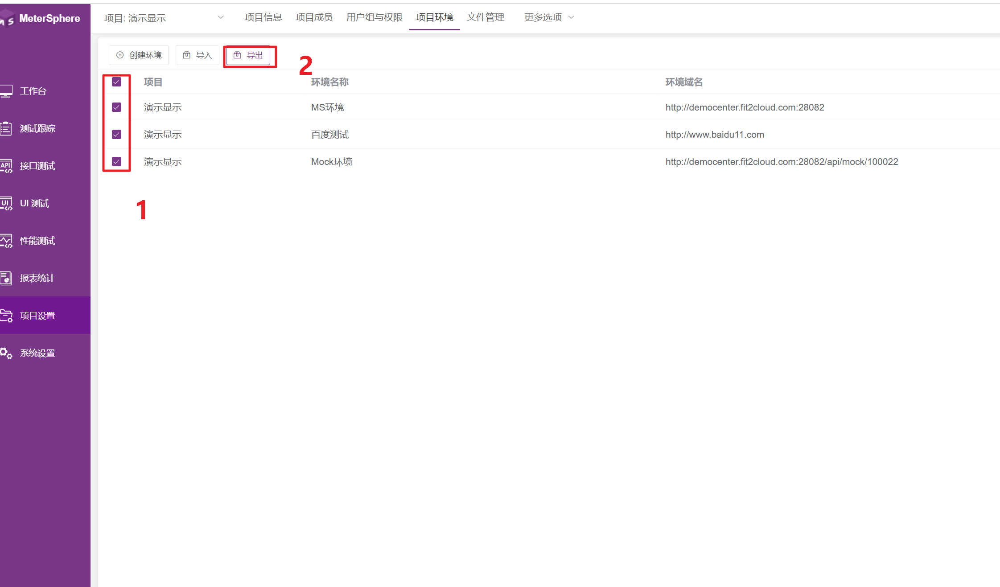 MS MeterSphere
项目: 演示显示 项目信息 项目成员 用户组与权限 项目环境 文件管理 更多选项
创建环境 导入 导出 2
项目 环境名称 环境域名
演示显示 MS环境 http://democenter.fit2cloud.com:28082
演示显示 百度测试 http://www.baidu11.com
演示显示 Mock环境 http://democenter.fit2cloud.com:28082/api/mock/100022
1
工作台
测试跟踪
API 接口测试
UI UI 测试
性能测试
报表统计
项目设置
系统设置